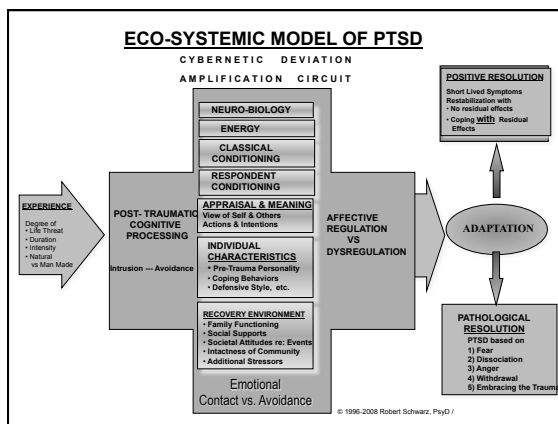 ECO-SYSTEMIC MODEL OF PTSD
CYBERNETIC DEVIATION
AMPLIFICATION CIRCUIT
EXPERIENCE
Degree of
• Life Threat
• Duration
• Intensity
• Natural
vs Man Made
POST- TRAUMATIC
COGNITIVE
PROCESSING
Intrusion --- Avoidance
NEURO-BIOLOGY
ENERGY
CLASSICAL
CONDITIONING
RESPONDENT
CONDITIONING
APPRAISAL & MEANING
View of Self & Others
Actions & Intentions
INDIVIDUAL
CHARACTERISTICS
• Pre-Trauma Personality
• Coping Behaviors
• Defensive Style, etc.
RECOVERY ENVIRONMENT
• Family Functioning
• Social Supports
• Societal Attitudes re: Events
• Intactness of Community
• Additional Stressors
Emotional
Contact vs. Avoidance
AFFECTIVE
REGULATION
VS
DYSREGULATION
POSITIVE RESOLUTION
Short Lived Symptoms
Restabilization with
• No residual effects
• Coping with Residual
Effects
ADAPTATION
PATHOLOGICAL
RESOLUTION
PTSD based on
1) Fear
2) Dissociation
3) Anger
4) Withdrawal
5) Embracing the Trauma
© 1996-2008 Robert Schwarz, PsyD /